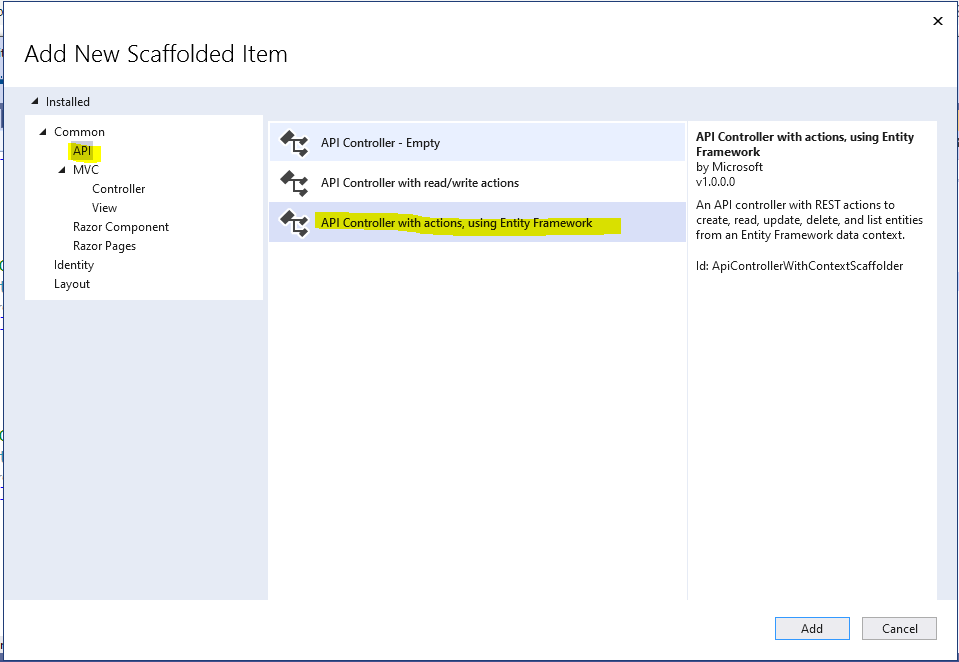 Add New Scaffolded Item
Installed
Common
API
MVC
Controller
View
Razor Component
Razor Pages
Identity
Layout
API Controller - Empty
API Controller with read/write actions
API Controller with actions, using Entity Framework
API Controller with actions, using Entity
Framework
by Microsoft
v1.0.0.0
An API controller with REST actions to
create, read, update, delete, and list entities
from an Entity Framework data context.
Id: ApiControllerWithContextScaffolder
Add
Cancel